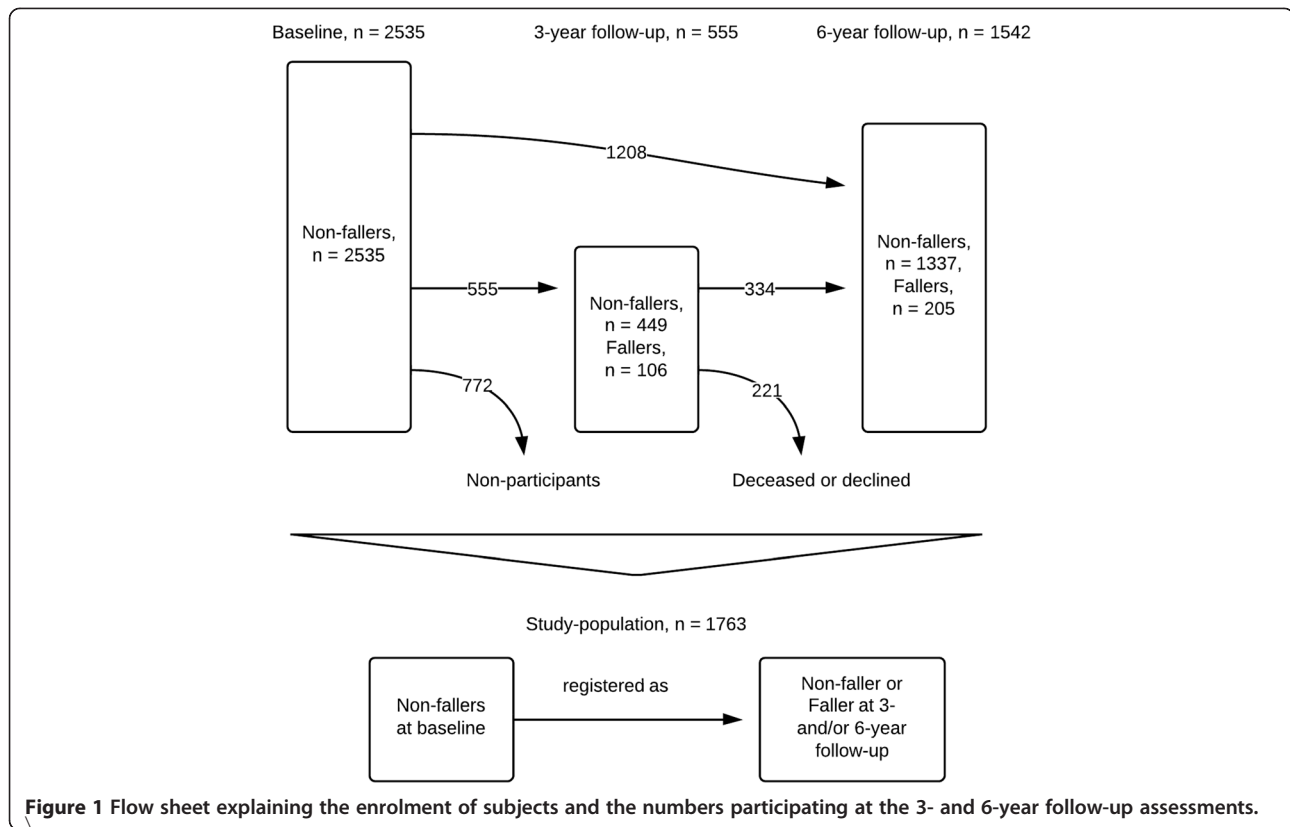 Baseline, n = 2535
3-year follow-up, n = 555
6-year follow-up, n = 1542
1208
Non-fallers,
n = 2535
555
Non-fallers,
n = 449
Fallers,
n = 106
334
Non-fallers,
n = 1337,
Fallers,
n = 205
772
221
Non-participants
Deceased or declined
Study-population, n = 1763
Non-fallers
at baseline
registered as
Non-faller or
Faller at 3-
and/or 6-year
follow-up
Figure 1 Flow sheet explaining the enrolment of subjects and the numbers participating at the 3- and 6-year follow-up assessments.